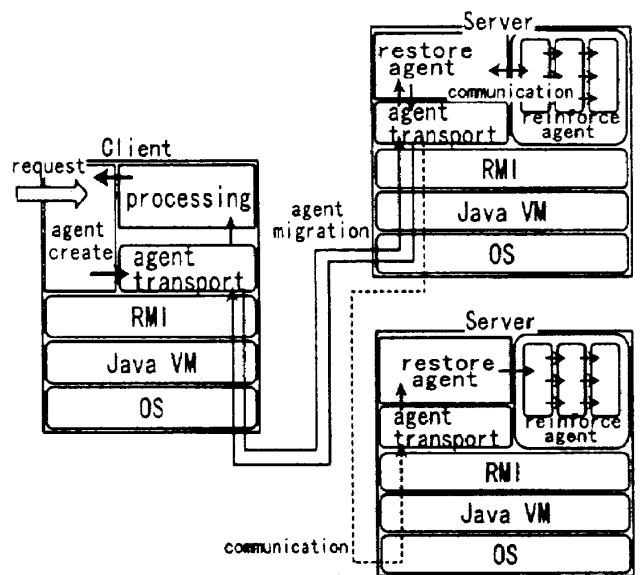 Server
restore
agent
communication
agent
transport
reinforce
agent
RMI
Java VM
OS
Client
request
processing
agent
create
agent
transport
RMI
Java VM
OS
agent
migration
Server
restore
agent
agent
transport
reinforce
agent
RMI
Java VM
OS
communication